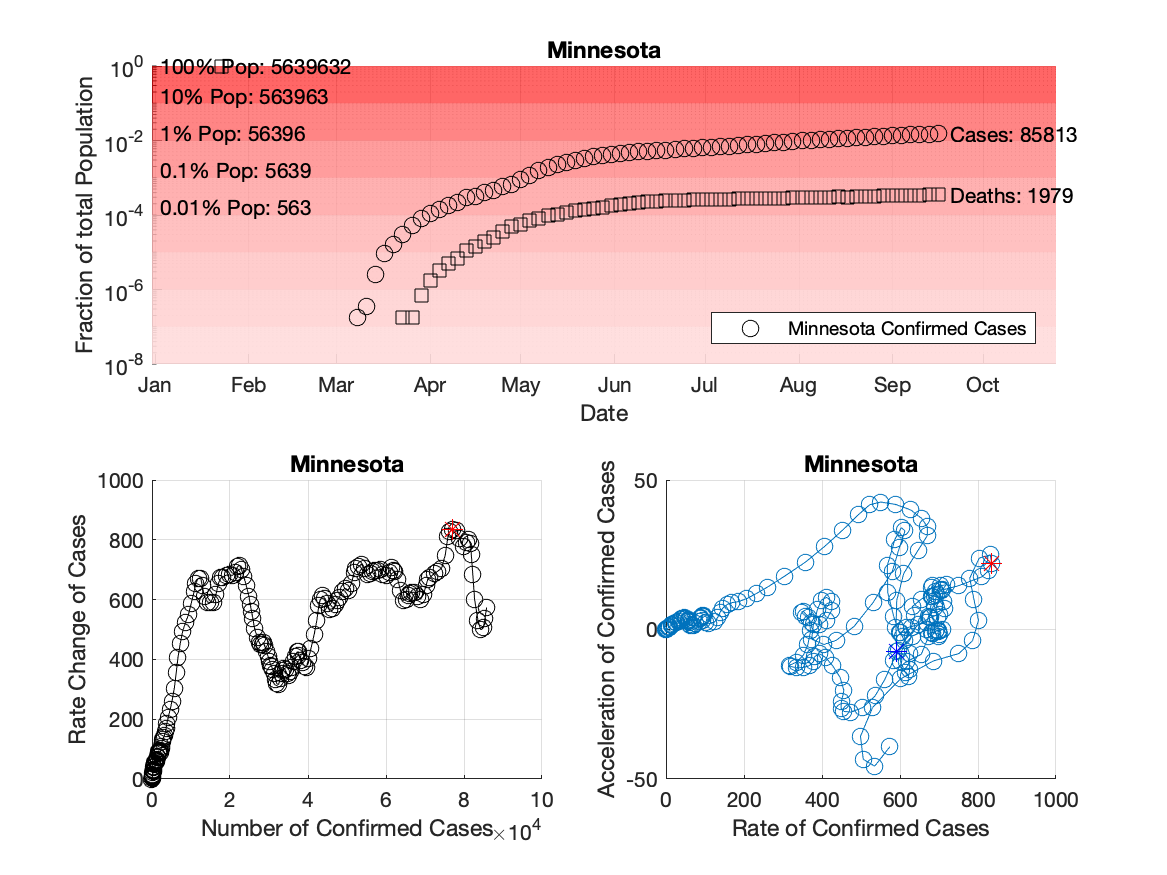 Minnesota
10^0
10^-2
10^-4
10^-6
10^-8
Fraction of total Population
100% Pop: 5639632
10% Pop: 563963
1% Pop: 56396
0.1% Pop: 5639
0.01% Pop: 563
Cases: 85813
Deaths: 1979
Minnesota Confirmed Cases
Jan Feb Mar Apr May Jun Jul Aug Sep Oct
Date
Minnesota
1000
800
600
400
200
0
Rate Change of Cases
0 2 4 6 8 10
Number of Confirmed Cases ×10^4
Minnesota
50
0
-50
Acceleration of Confirmed Cases
0 200 400 600 800 1000
Rate of Confirmed Cases